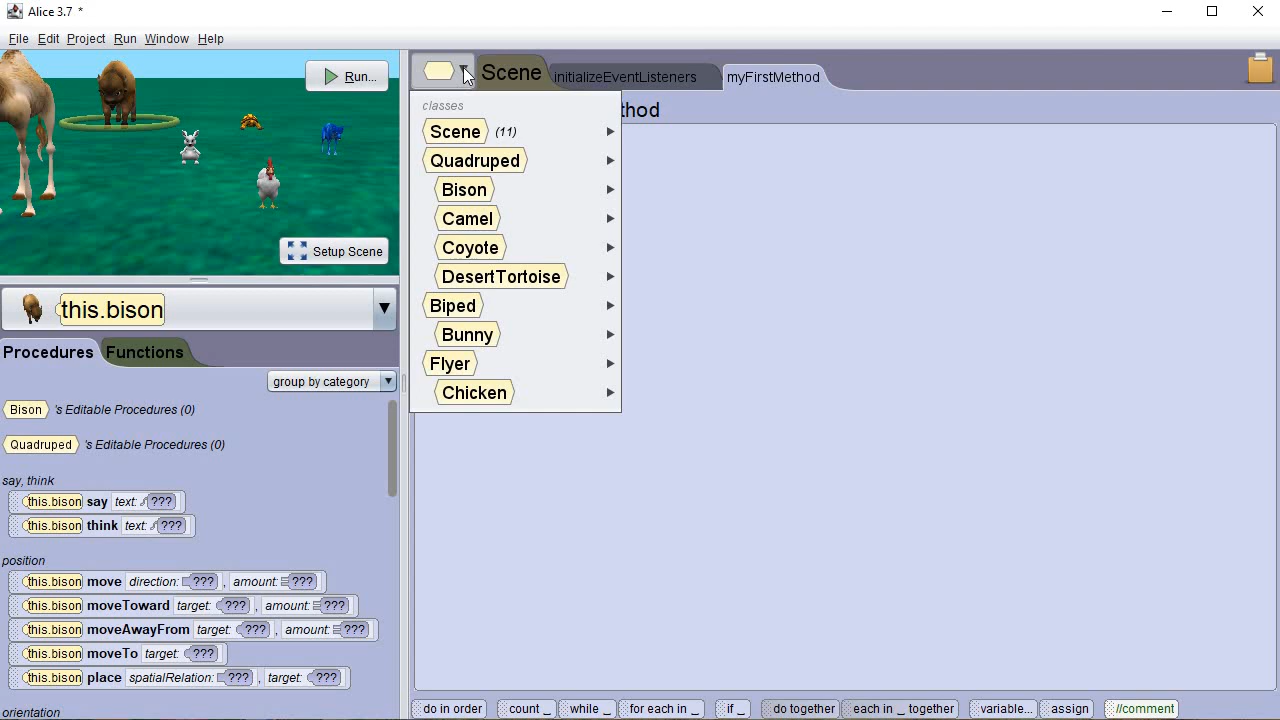 Alice 3.7 *
File Edit Project Run Window Help
Run...
Setup Scene
Scene initializeEventListeners myFirstMethod
thod
classes
Scene (11)
Quadruped
Bison
Camel
Coyote
DesertTortoise
Biped
Bunny
Flyer
Chicken
this.bison
Procedures Functions
group by category
Bison 's Editable Procedures (0)
Quadruped 's Editable Procedures (0)
say, think
this.bison say text: ???
this.bison think text: ???
position
this.bison move direction: ??? , amount: ???
this.bison moveToward target: ??? , amount: ???
this.bison moveAwayFrom target: ??? , amount: ???
this.bison moveTo target: ???
this.bison place spatialRelation: ??? , target: ???
orientation
do in order count _ while _ for each in _ if _ do together each in _ together variable... assign //comment